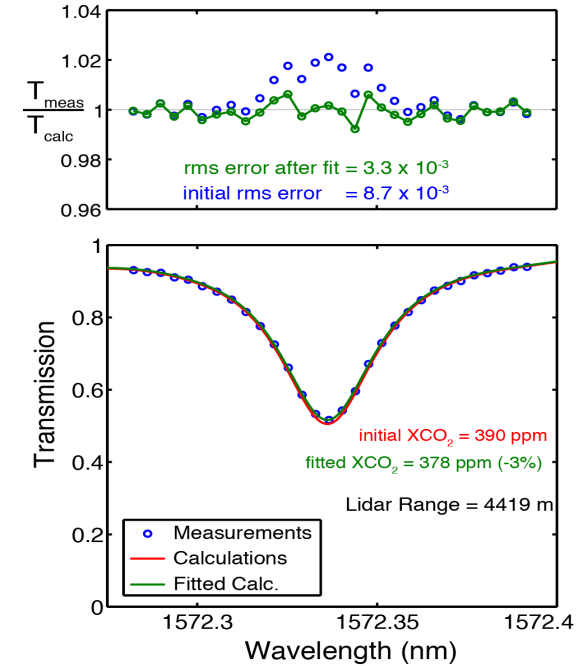 1.04
1.02
1
0.98
0.96
T meas
T calc
rms error after fit = 3.3 x 10⁻³
initial rms error = 8.7 x 10⁻³
1
0.8
0.6
0.4
0.2
0
Transmission
initial XCO₂ = 390 ppm
fitted XCO₂ = 378 ppm (-3%)
Lidar Range = 4419 m
Measurements
Calculations
Fitted Calc.
1572.3
1572.35
1572.4
Wavelength (nm)